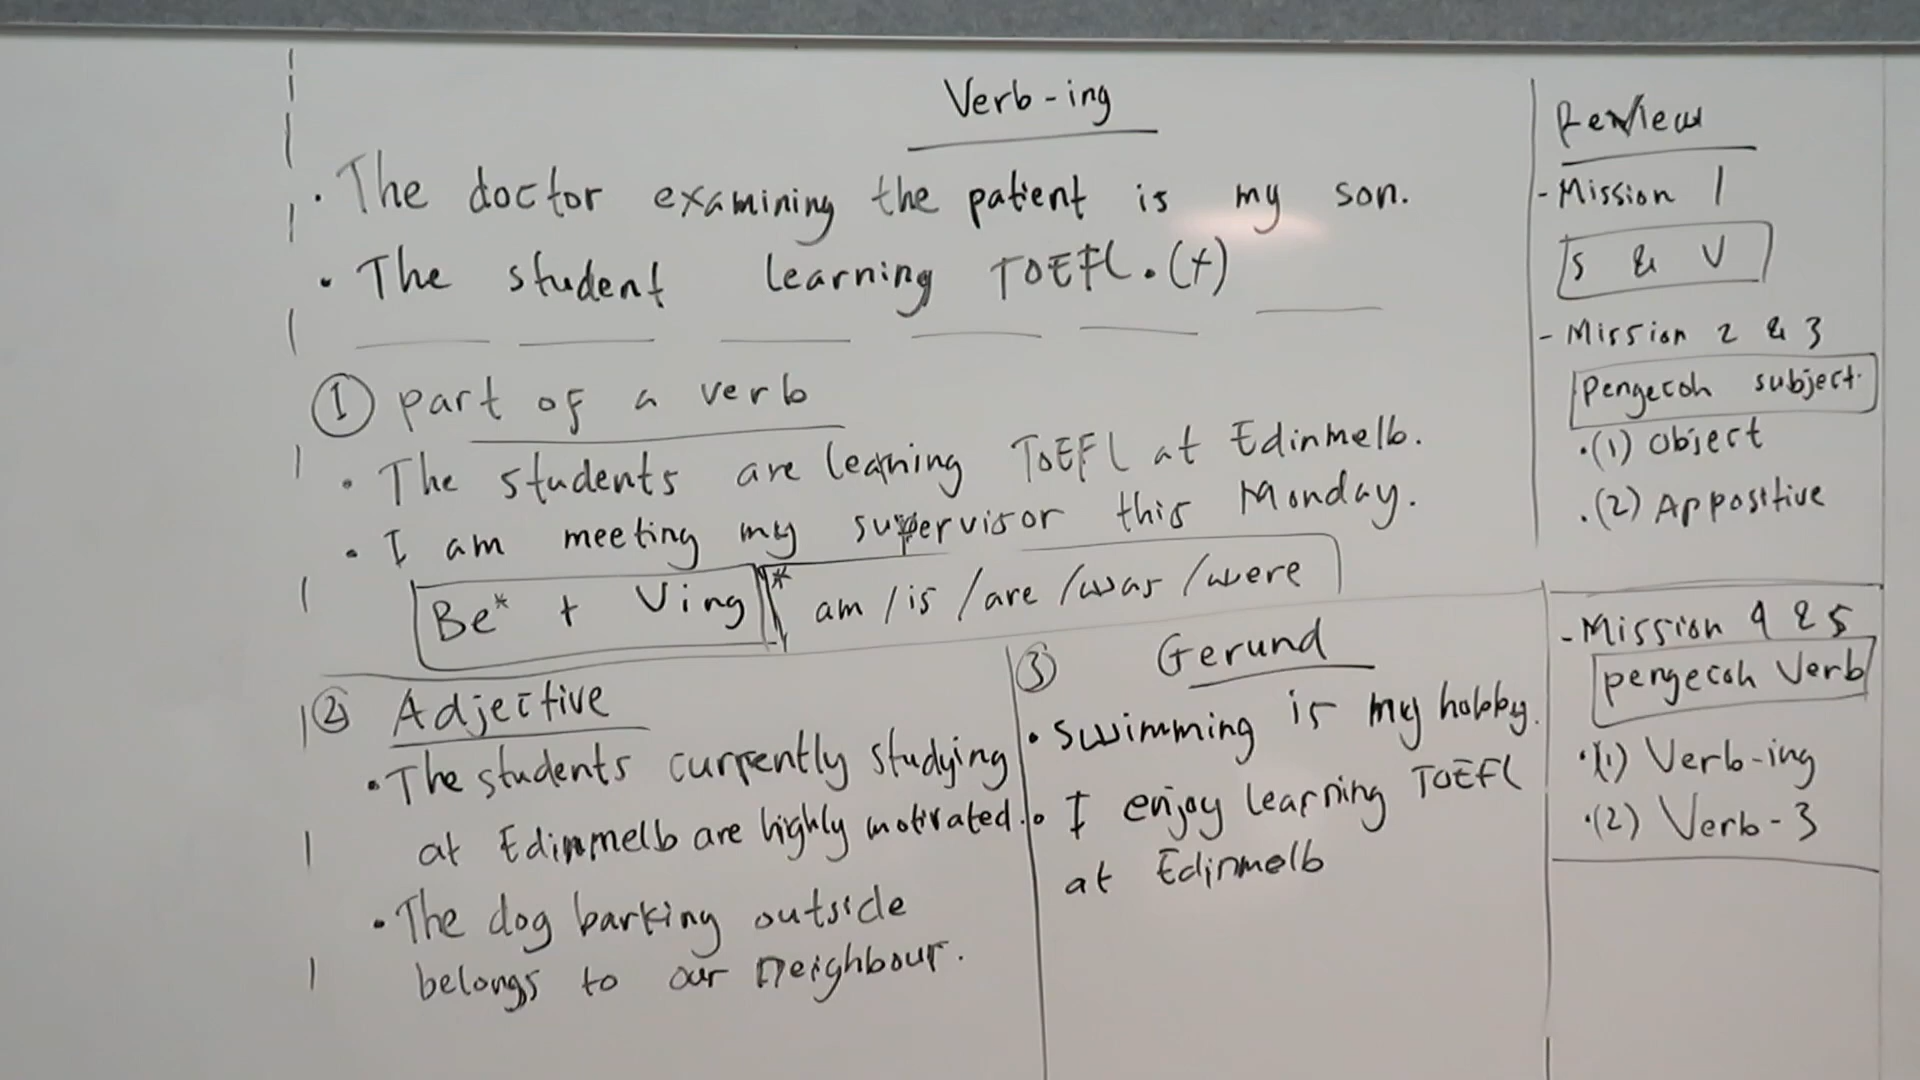 Verb-ing
• The doctor examining the patient is my son.
• The student learning TOEFL. (x)
① part of a verb
• The students are learning TOEFL at Edinmelb.
• I am meeting my supervisor this Monday.
Be* + Ving * am / is / are / was / were
② Adjective
• The students currently studying
at Edinmelb are highly motivated.
• The dog barking outside
belongs to our neighbour.
③ Gerund
• swimming is my hobby.
• I enjoy learning TOEFL
at Edinmelb
Review
- Mission 1
S & V
- Mission 2 & 3
pengecoh subject.
• (1) Object
• (2) Appositive
- Mission 4 & 5
pengecoh Verb
• (1) Verb-ing
• (2) Verb-3